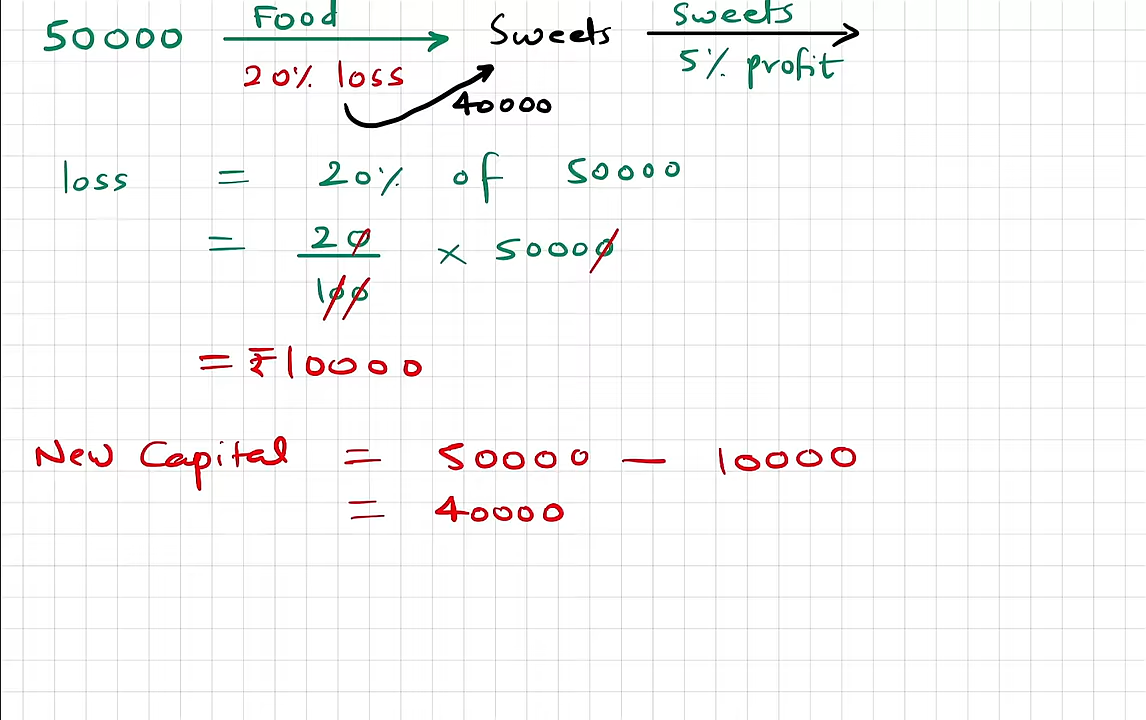 50000 Food Sweets Sweets
20% loss 5% profit
40000
loss = 20% of 50000
= 20/100 × 50000
= ₹10000
New Capital = 50000 — 10000
= 40000